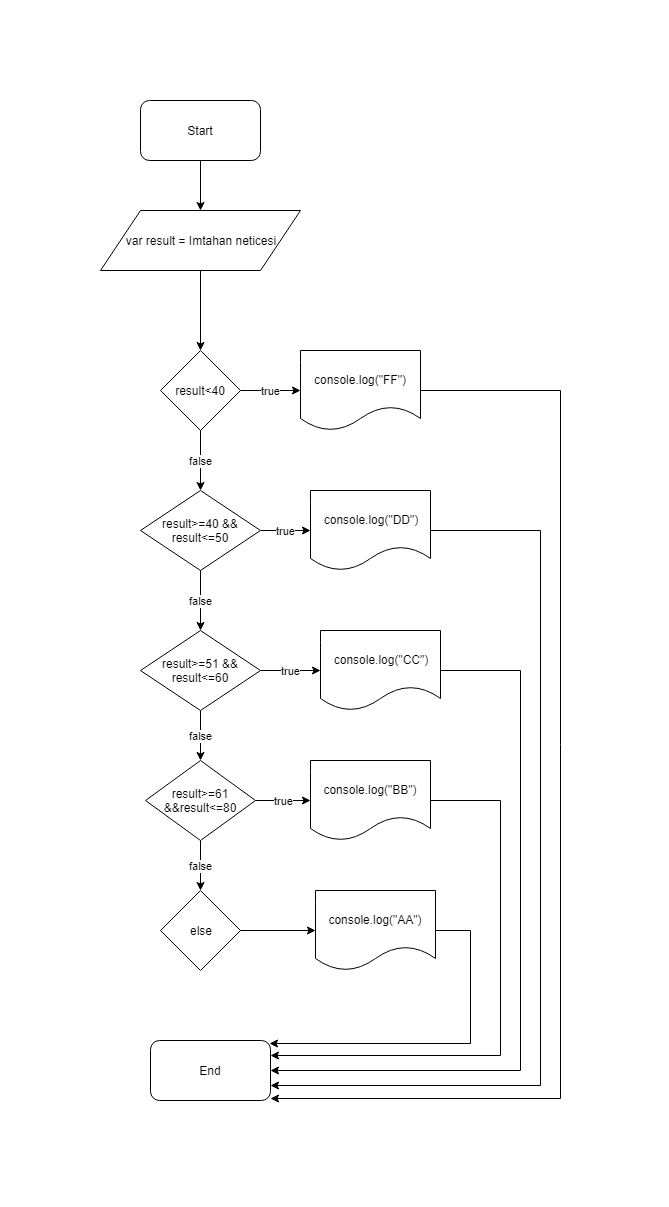 Start
var result = Imtahan neticesi
result<40
true
console.log("FF")
false
result>=40 &&
result<=50
true
console.log("DD")
false
result>=51 &&
result<=60
true
console.log("CC")
false
result>=61
&&result<=80
true
console.log("BB")
false
else
console.log("AA")
End